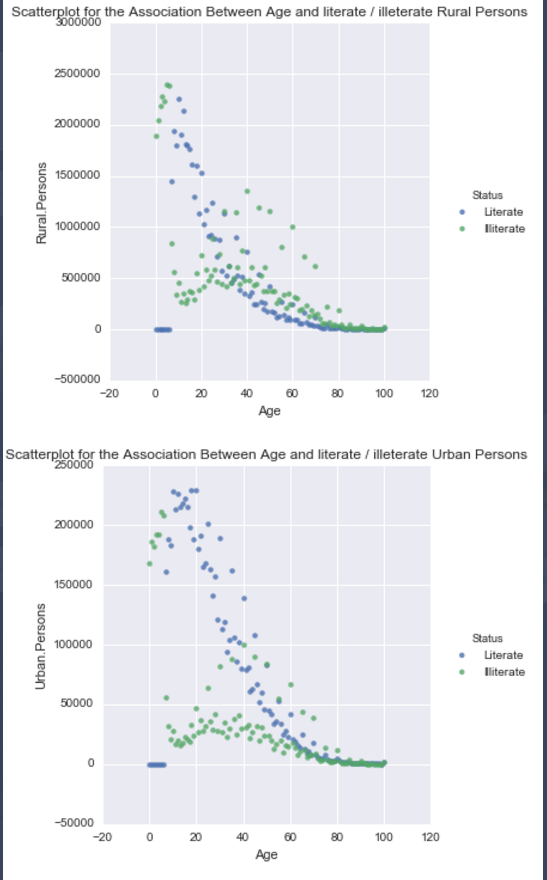 Scatterplot for the Association Between Age and literate / illeterate Rural Persons
3000000
2500000
2000000
1500000
1000000
500000
0
−500000
Rural.Persons
−20 0 20 40 60 80 100 120
Age
Status
Literate
Illiterate
Scatterplot for the Association Between Age and literate / illeterate Urban Persons
250000
200000
150000
100000
50000
0
−50000
Urban.Persons
−20 0 20 40 60 80 100 120
Age
Status
Literate
Illiterate